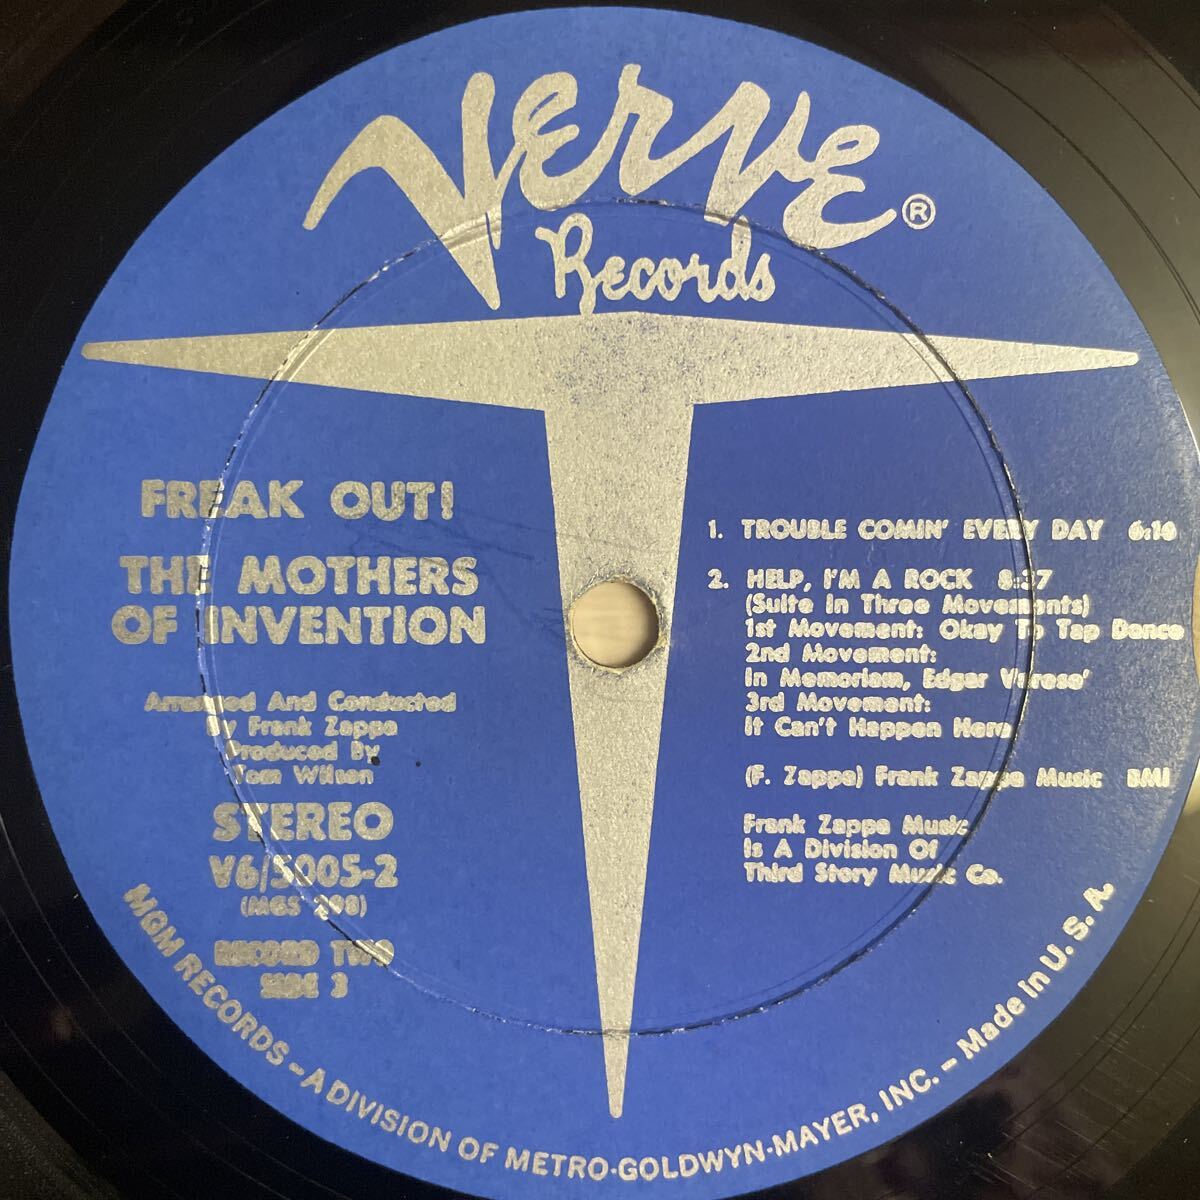 Verve ®
Records
FREAK OUT!
THE MOTHERS
OF INVENTION
Arranged And Conducted
By Frank Zappa
Produced By
Tom Wilson
STEREO
V6/5005-2
(MGS 298)
RECORD TWO
SIDE 3
1. TROUBLE COMIN' EVERY DAY 6:10
2. HELP, I'M A ROCK 8:37
(Suite In Three Movements)
1st Movement: Okay To Tap Dance
2nd Movement:
In Memoriam, Edgar Varese'
3rd Movement:
It Can't Happen Here
(F. Zappa) Frank Zappa Music BMI
Frank Zappa Music
Is A Division Of
Third Story Music Co.
MGM RECORDS – A DIVISION OF METRO·GOLDWYN·MAYER, INC. – Made in U. S. A.